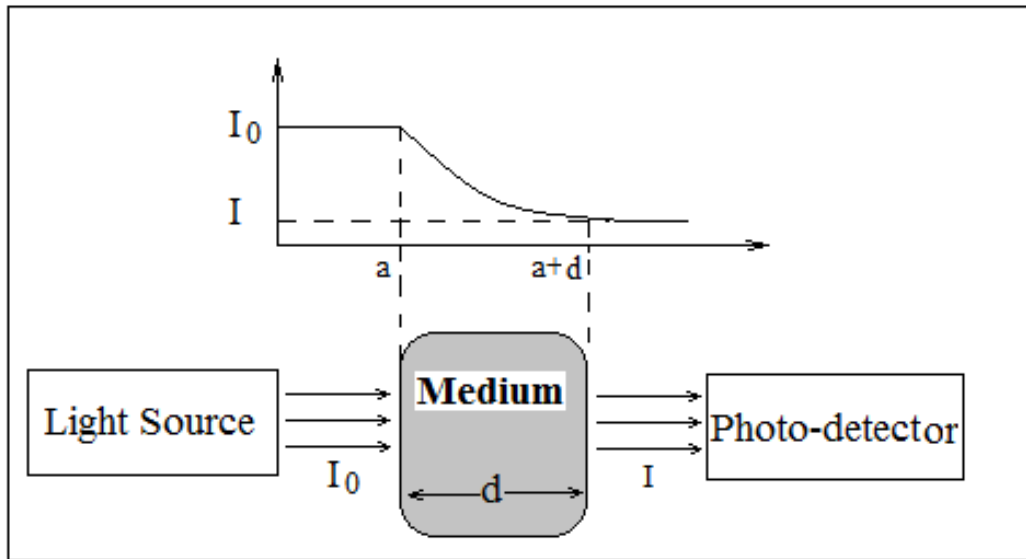 I0
I
a a+d
Medium
Light Source
Photo-detector
I0
d
I